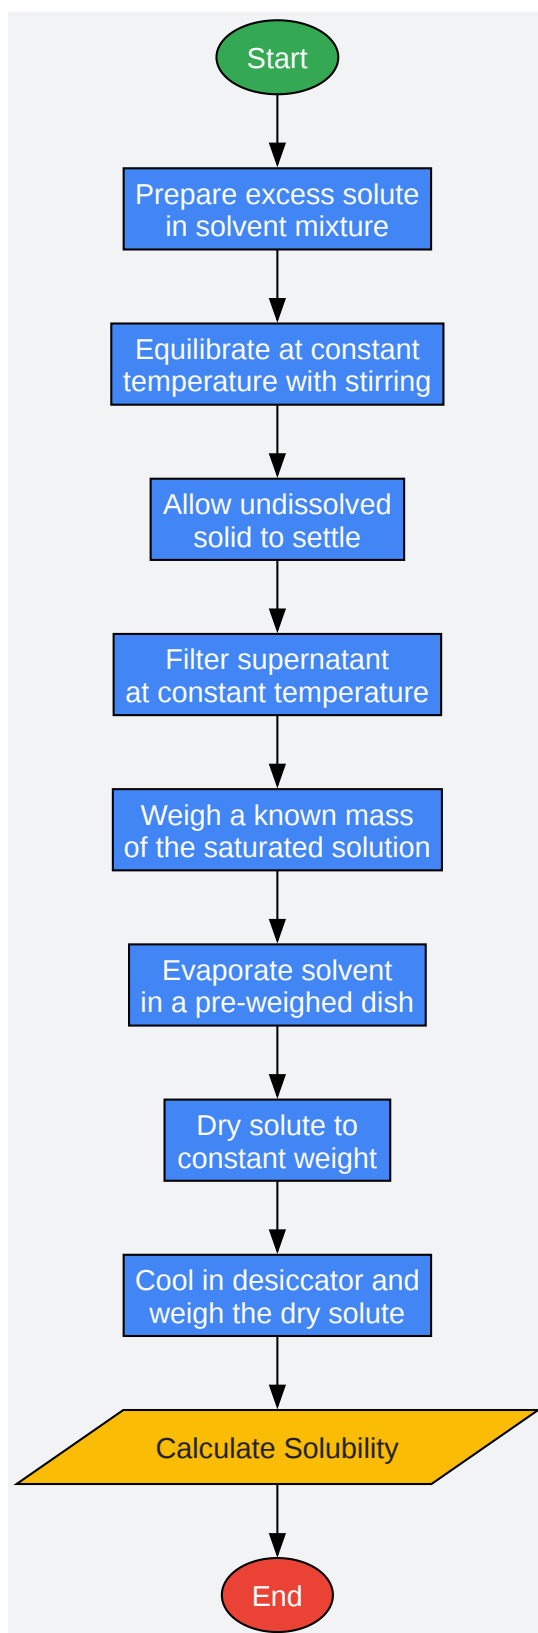 Start
Prepare excess solute
in solvent mixture
Equilibrate at constant
temperature with stirring
Allow undissolved
solid to settle
Filter supernatant
at constant temperature
Weigh a known mass
of the saturated solution
Evaporate solvent
in a pre-weighed dish
Dry solute to
constant weight
Cool in desiccator and
weigh the dry solute
Calculate Solubility
End